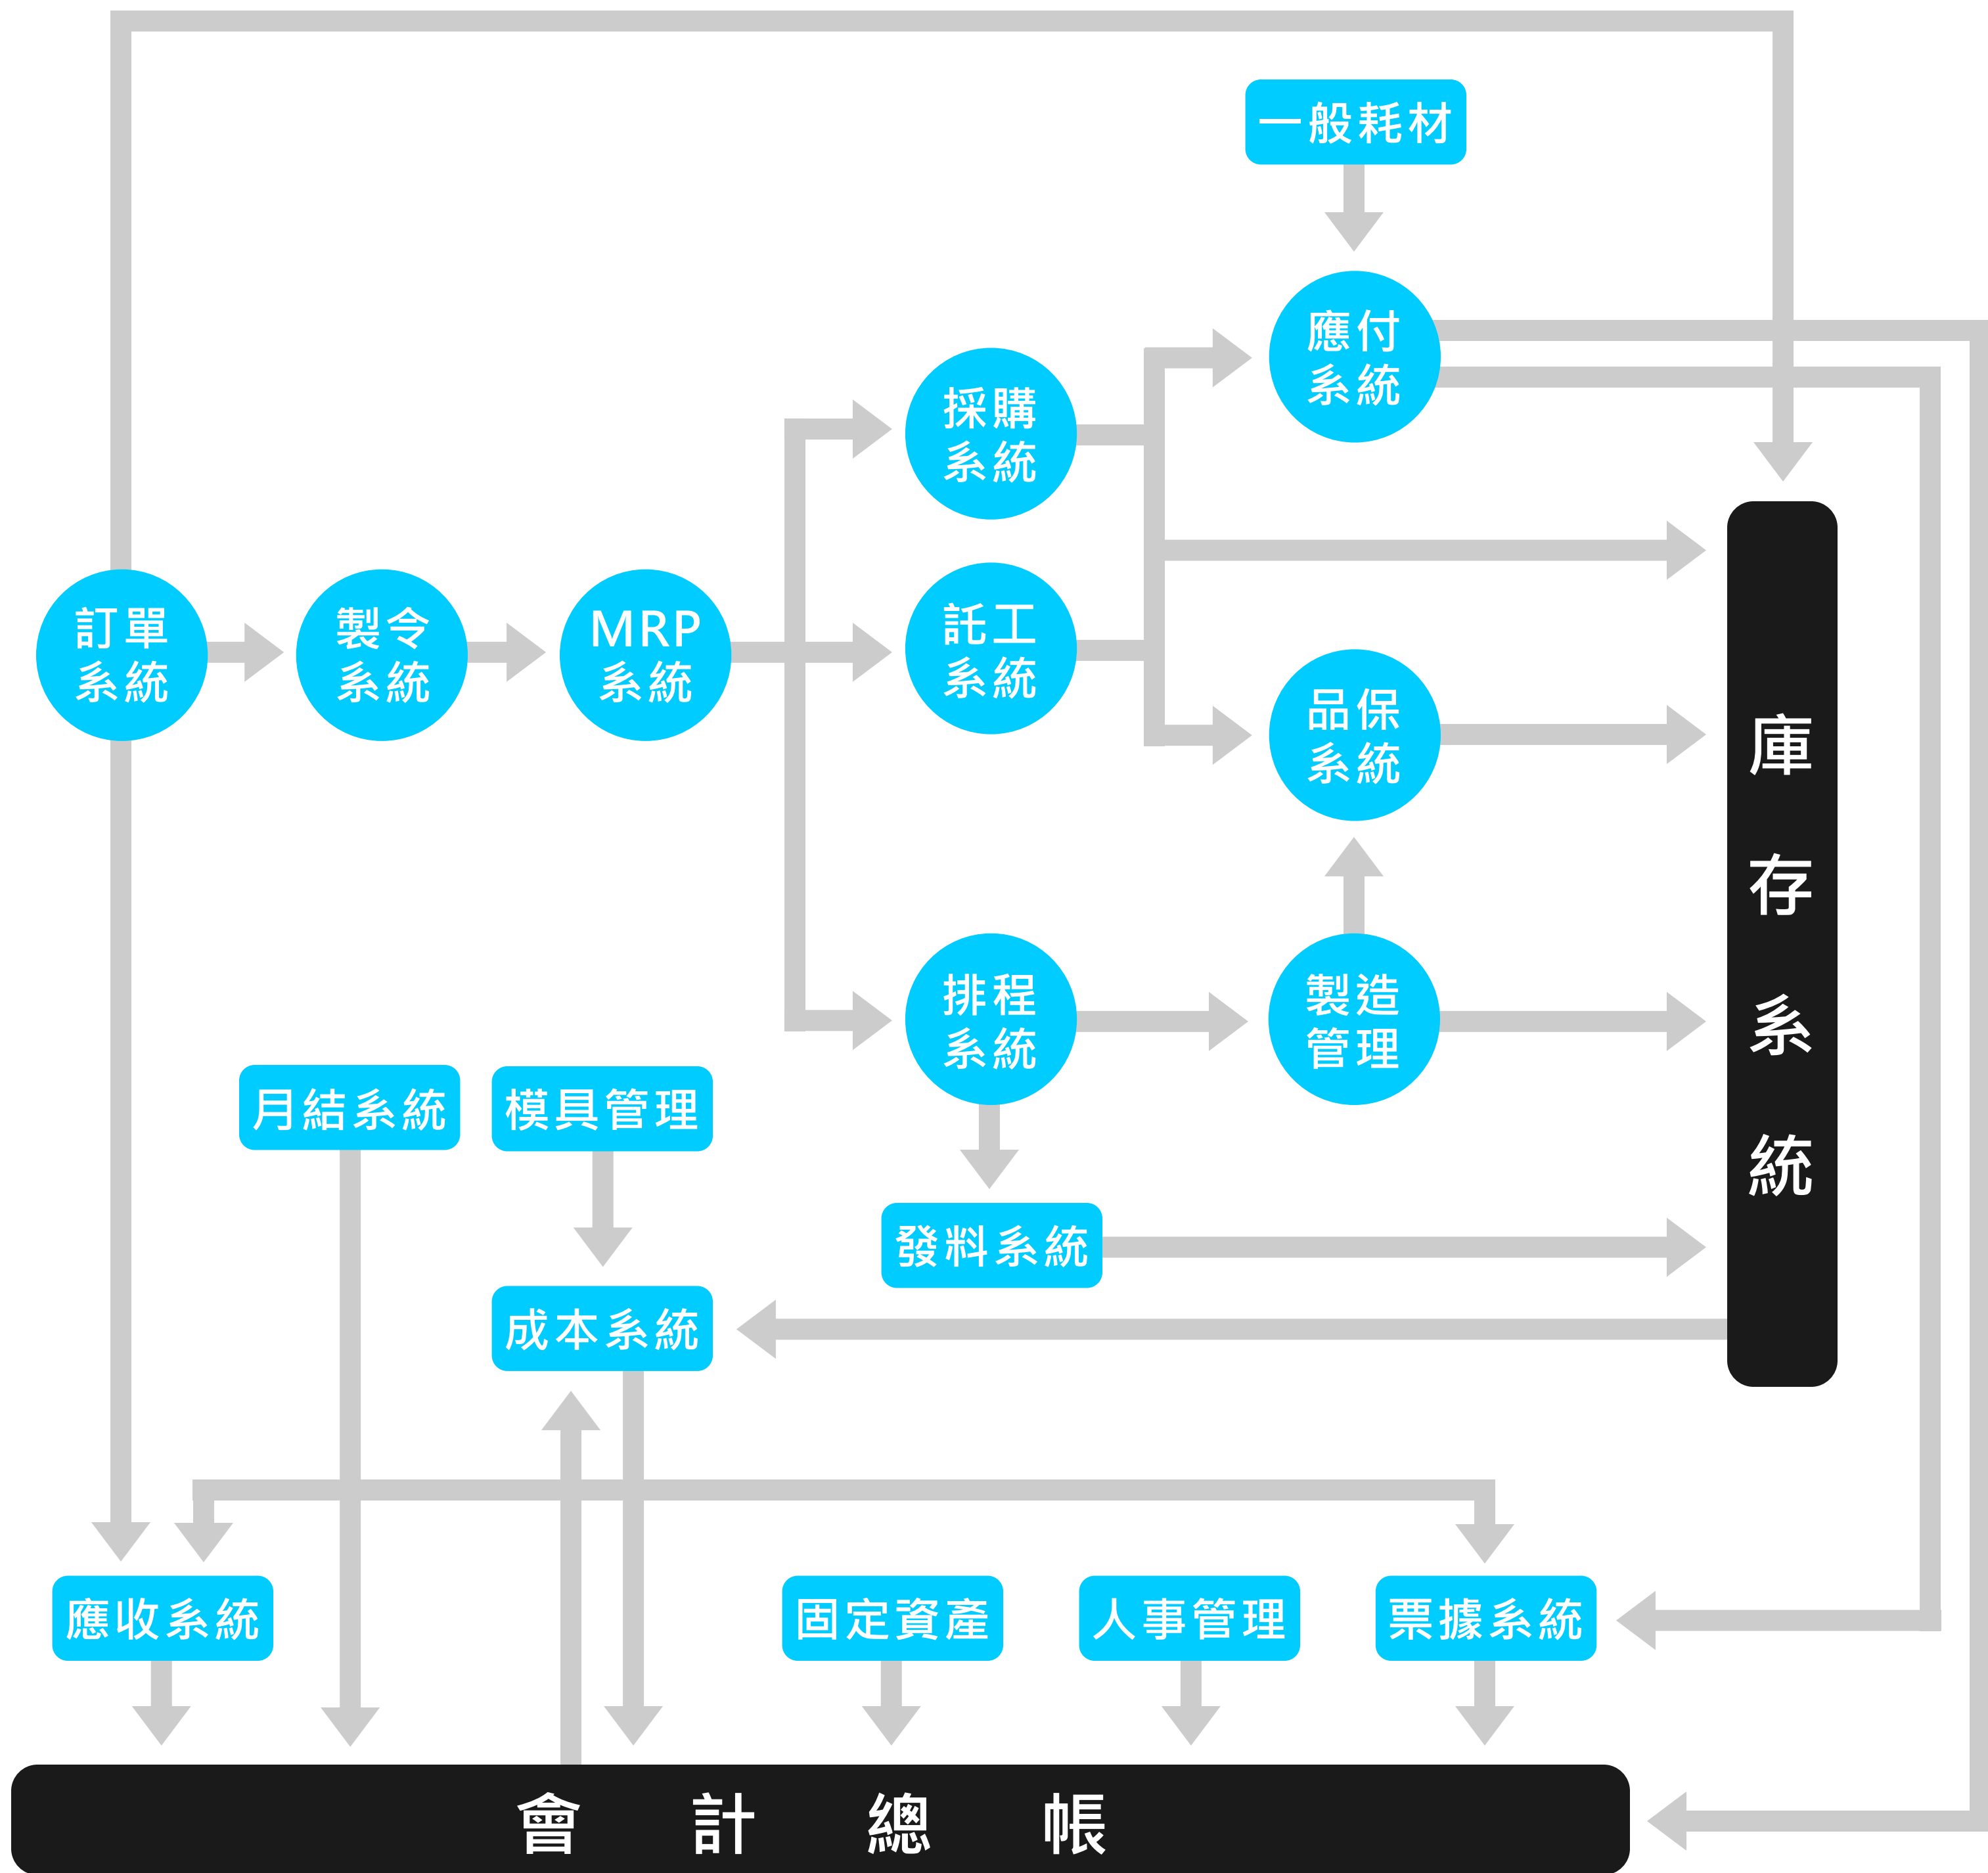 一般耗材
應付
系統
採購
系統
訂單
系統
製令
系統
MRP
系統
託工
系統
品保
系統
庫存系統
排程
系統
製造
管理
月結系統
模具管理
發料系統
成本系統
應收系統
固定資產
人事管理
票據系統
會計總帳